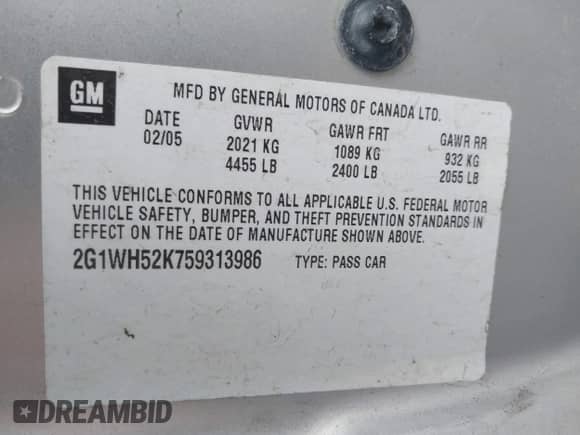 GM
MFD BY GENERAL MOTORS OF CANADA LTD.
DATE GVWR GAWR FRT GAWR RR
02/05 2021 KG 1089 KG 932 KG
4455 LB 2400 LB 2055 LB
THIS VEHICLE CONFORMS TO ALL APPLICABLE U.S. FEDERAL MOTOR
VEHICLE SAFETY, BUMPER, AND THEFT PREVENTION STANDARDS IN
EFFECT ON THE DATE OF MANUFACTURE SHOWN ABOVE.
2G1WH52K759313986 TYPE: PASS CAR
DREAMBID